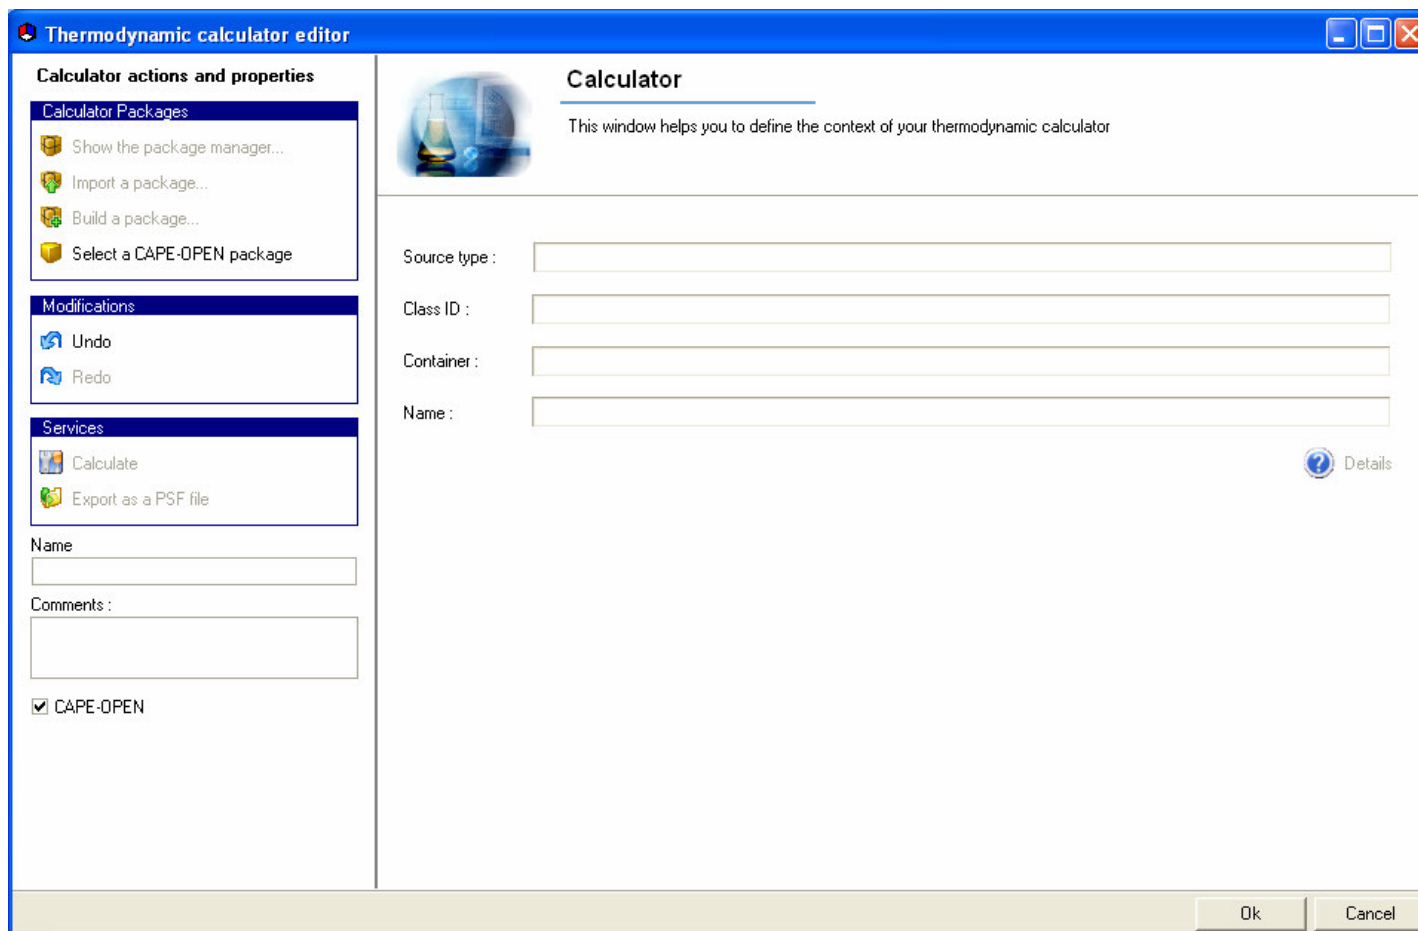 Thermodynamic calculator editor
Calculator actions and properties
Calculator Packages
Show the package manager...
Import a package...
Build a package...
Select a CAPE-OPEN package
Modifications
Undo
Redo
Services
Calculate
Export as a PSF file
Name
Comments :
CAPE-OPEN
Calculator
This window helps you to define the context of your thermodynamic calculator
Source type :
Class ID :
Container :
Name :
Details
Ok
Cancel